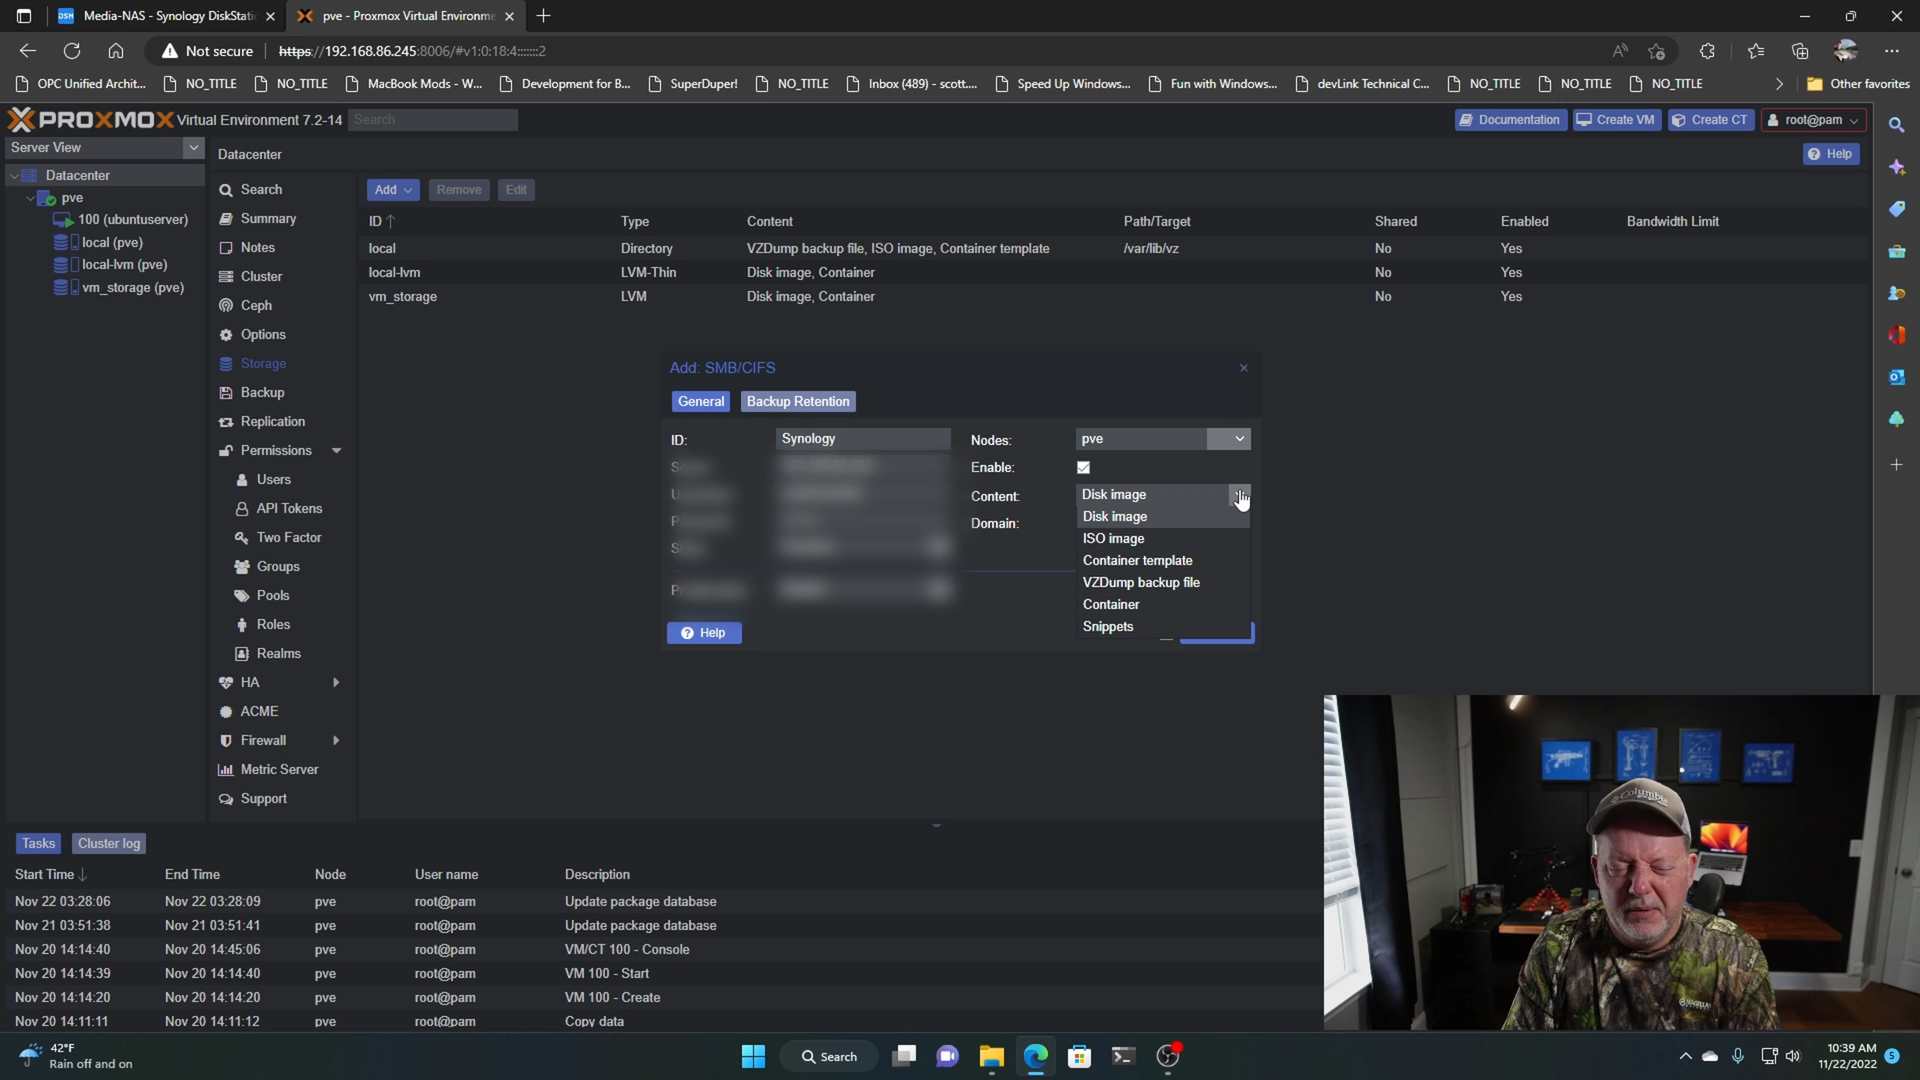 Media-NAS - Synology DiskStati
pve - Proxmox Virtual Environme
Not secure
https://192.168.86.245:8006/#v1:0:18:4:::::::2
OPC Unified Archit...
NO_TITLE
NO_TITLE
MacBook Mods - W...
Development for B...
SuperDuper!
NO_TITLE
Inbox (489) - scott....
Speed Up Windows...
Fun with Windows...
devLink Technical C...
NO_TITLE
NO_TITLE
NO_TITLE
Other favorites
PROXMOX Virtual Environment 7.2-14
Search
Documentation
Create VM
Create CT
root@pam
Server View
Datacenter
Help
Datacenter
pve
100 (ubuntuserver)
local (pve)
local-lvm (pve)
vm_storage (pve)
Search
Summary
Notes
Cluster
Ceph
Options
Storage
Backup
Replication
Permissions
Users
API Tokens
Two Factor
Groups
Pools
Roles
Realms
HA
ACME
Firewall
Metric Server
Support
Add
Remove
Edit
ID Type Content Path/Target Shared Enabled Bandwidth Limit
local Directory VZDump backup file, ISO image, Container template /var/lib/vz No Yes
local-lvm LVM-Thin Disk image, Container No Yes
vm_storage LVM Disk image, Container No Yes
Add: SMB/CIFS
General
Backup Retention
ID: Synology
Nodes: pve
Enable:
Content: Disk image
Domain:
Disk image
ISO image
Container template
VZDump backup file
Container
Snippets
Help
Tasks
Cluster log
Start Time End Time Node User name Description
Nov 22 03:28:06 Nov 22 03:28:09 pve root@pam Update package database
Nov 21 03:51:38 Nov 21 03:51:41 pve root@pam Update package database
Nov 20 14:14:40 Nov 20 14:45:06 pve root@pam VM/CT 100 - Console
Nov 20 14:14:39 Nov 20 14:14:40 pve root@pam VM 100 - Start
Nov 20 14:14:20 Nov 20 14:14:20 pve root@pam VM 100 - Create
Nov 20 14:11:11 Nov 20 14:11:12 pve root@pam Copy data
Columbia
42°F
Rain off and on
Search
10:39 AM
11/22/2022
5